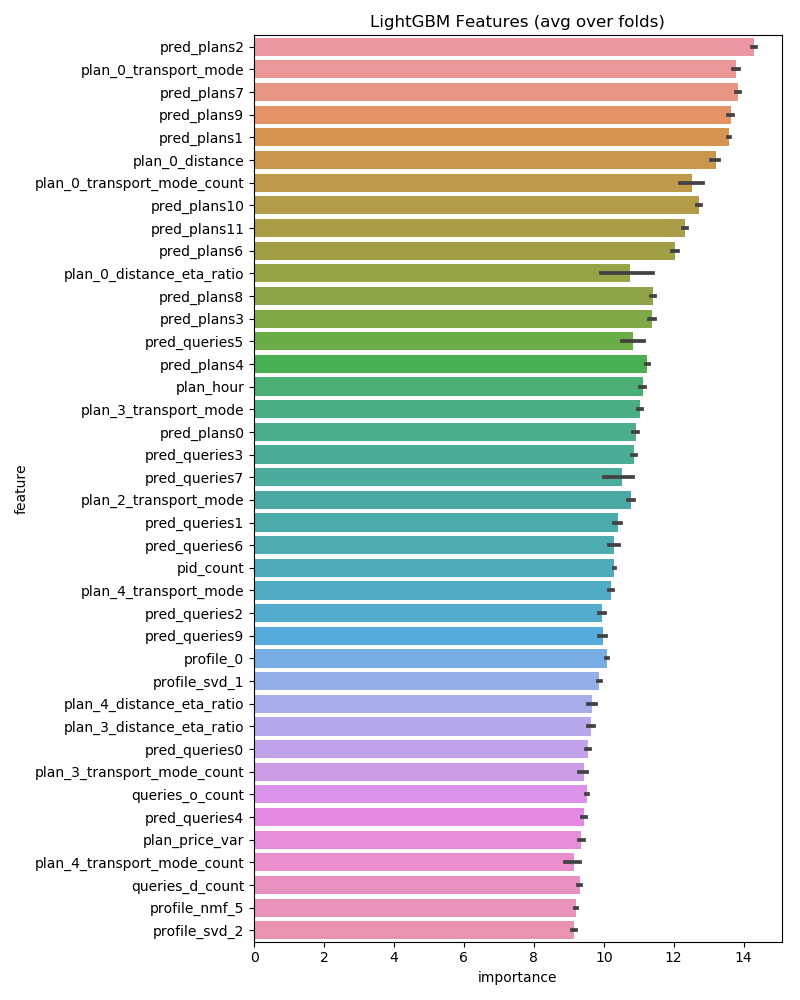 LightGBM Features (avg over folds)
feature
pred_plans2
plan_0_transport_mode
pred_plans7
pred_plans9
pred_plans1
plan_0_distance
plan_0_transport_mode_count
pred_plans10
pred_plans11
pred_plans6
plan_0_distance_eta_ratio
pred_plans8
pred_plans3
pred_queries5
pred_plans4
plan_hour
plan_3_transport_mode
pred_plans0
pred_queries3
pred_queries7
plan_2_transport_mode
pred_queries1
pred_queries6
pid_count
plan_4_transport_mode
pred_queries2
pred_queries9
profile_0
profile_svd_1
plan_4_distance_eta_ratio
plan_3_distance_eta_ratio
pred_queries0
plan_3_transport_mode_count
queries_o_count
pred_queries4
plan_price_var
plan_4_transport_mode_count
queries_d_count
profile_nmf_5
profile_svd_2
0 2 4 6 8 10 12 14
importance